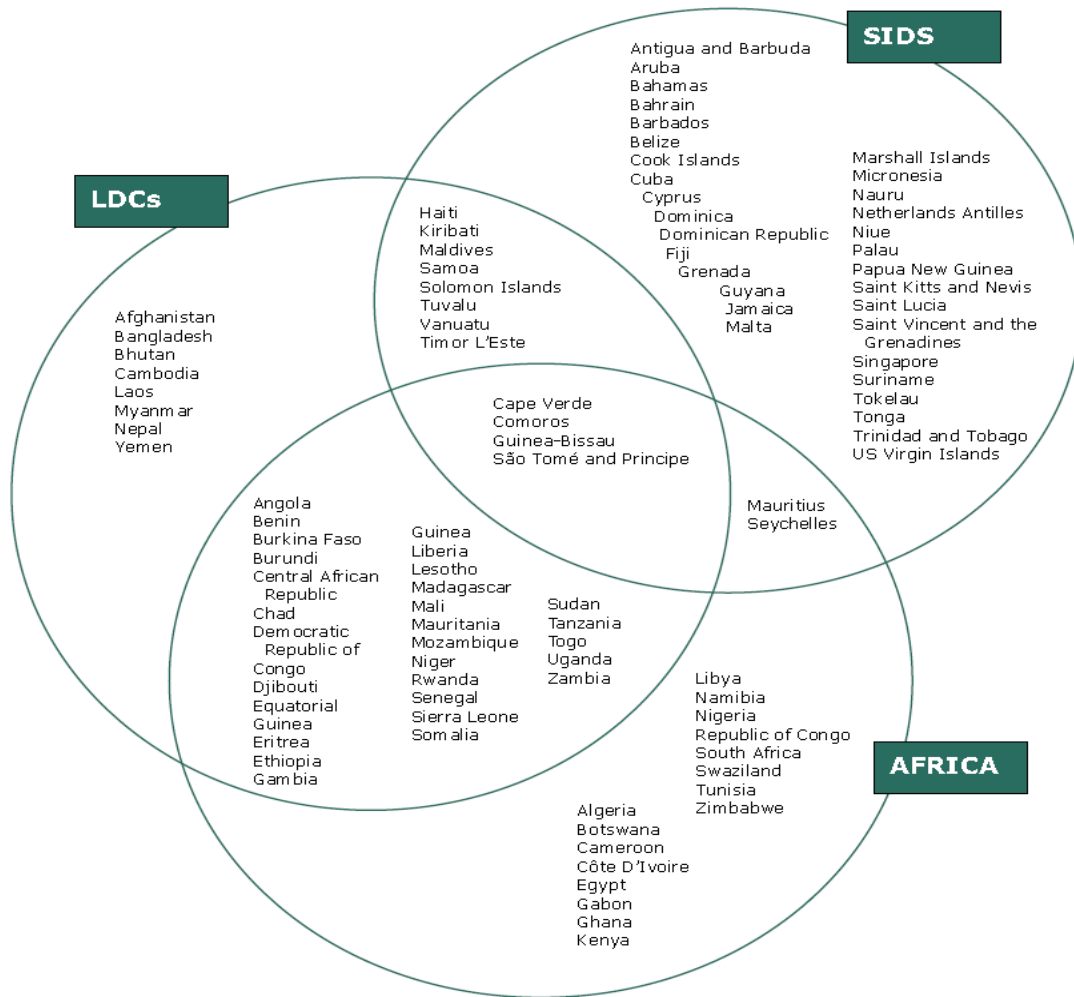 SIDS
Antigua and Barbuda
Aruba
Bahamas
Bahrain
Barbados
Belize
Cook Islands
Cuba
Cyprus
Dominica
Dominican Republic
Fiji
Grenada
Guyana
Jamaica
Malta
Marshall Islands
Micronesia
Nauru
Netherlands Antilles
Niue
Palau
Papua New Guinea
Saint Kitts and Nevis
Saint Lucia
Saint Vincent and the
Grenadines
Singapore
Suriname
Tokelau
Tonga
Trinidad and Tobago
US Virgin Islands
LDCs
Haiti
Kiribati
Maldives
Samoa
Solomon Islands
Tuvalu
Vanuatu
Timor L’Este
Afghanistan
Bangladesh
Bhutan
Cambodia
Laos
Myanmar
Nepal
Yemen
Cape Verde
Comoros
Guinea-Bissau
São Tomé and Principe
Mauritius
Seychelles
Angola
Benin
Burkina Faso
Burundi
Central African
Republic
Chad
Democratic
Republic of
Congo
Djibouti
Equatorial
Guinea
Eritrea
Ethiopia
Gambia
Guinea
Liberia
Lesotho
Madagascar
Mali
Mauritania
Mozambique
Niger
Rwanda
Senegal
Sierra Leone
Somalia
Sudan
Tanzania
Togo
Uganda
Zambia
Libya
Namibia
Nigeria
Republic of Congo
South Africa
Swaziland
Tunisia
Zimbabwe
AFRICA
Algeria
Botswana
Cameroon
Côte D’Ivoire
Egypt
Gabon
Ghana
Kenya